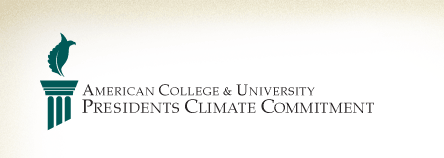 American College & University
Presidents Climate Commitment